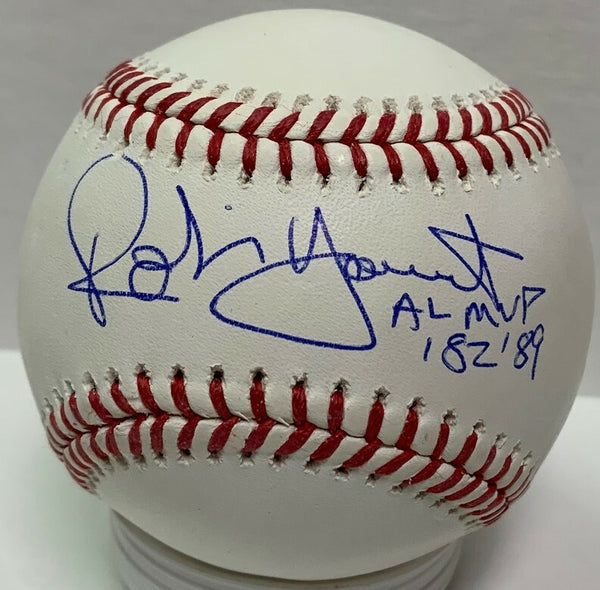 Robin Yount
AL MVP
'82 '89